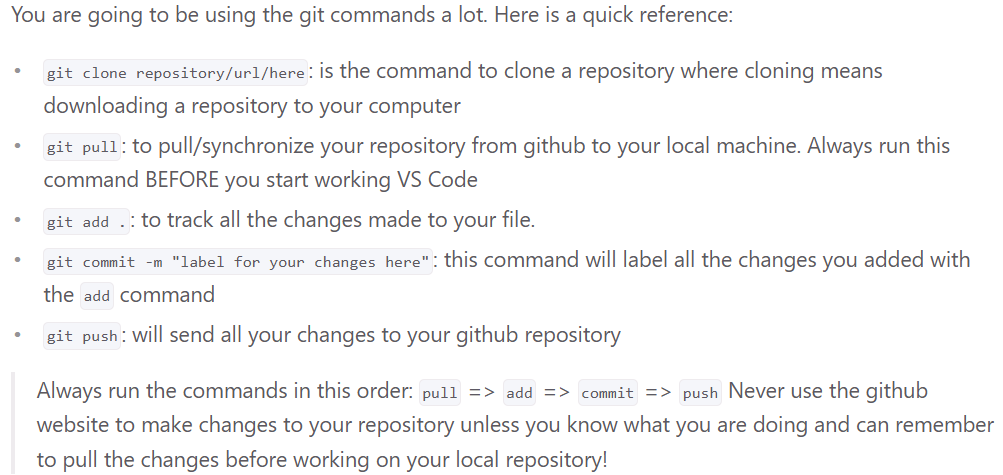 You are going to be using the git commands a lot. Here is a quick reference:
• git clone repository/url/here: is the command to clone a repository where cloning means
downloading a repository to your computer
• git pull: to pull/synchronize your repository from github to your local machine. Always run this
command BEFORE you start working VS Code
• git add .: to track all the changes made to your file.
• git commit -m "label for your changes here": this command will label all the changes you added with
the add command
• git push: will send all your changes to your github repository
Always run the commands in this order: pull => add => commit => push Never use the github
website to make changes to your repository unless you know what you are doing and can remember
to pull the changes before working on your local repository!